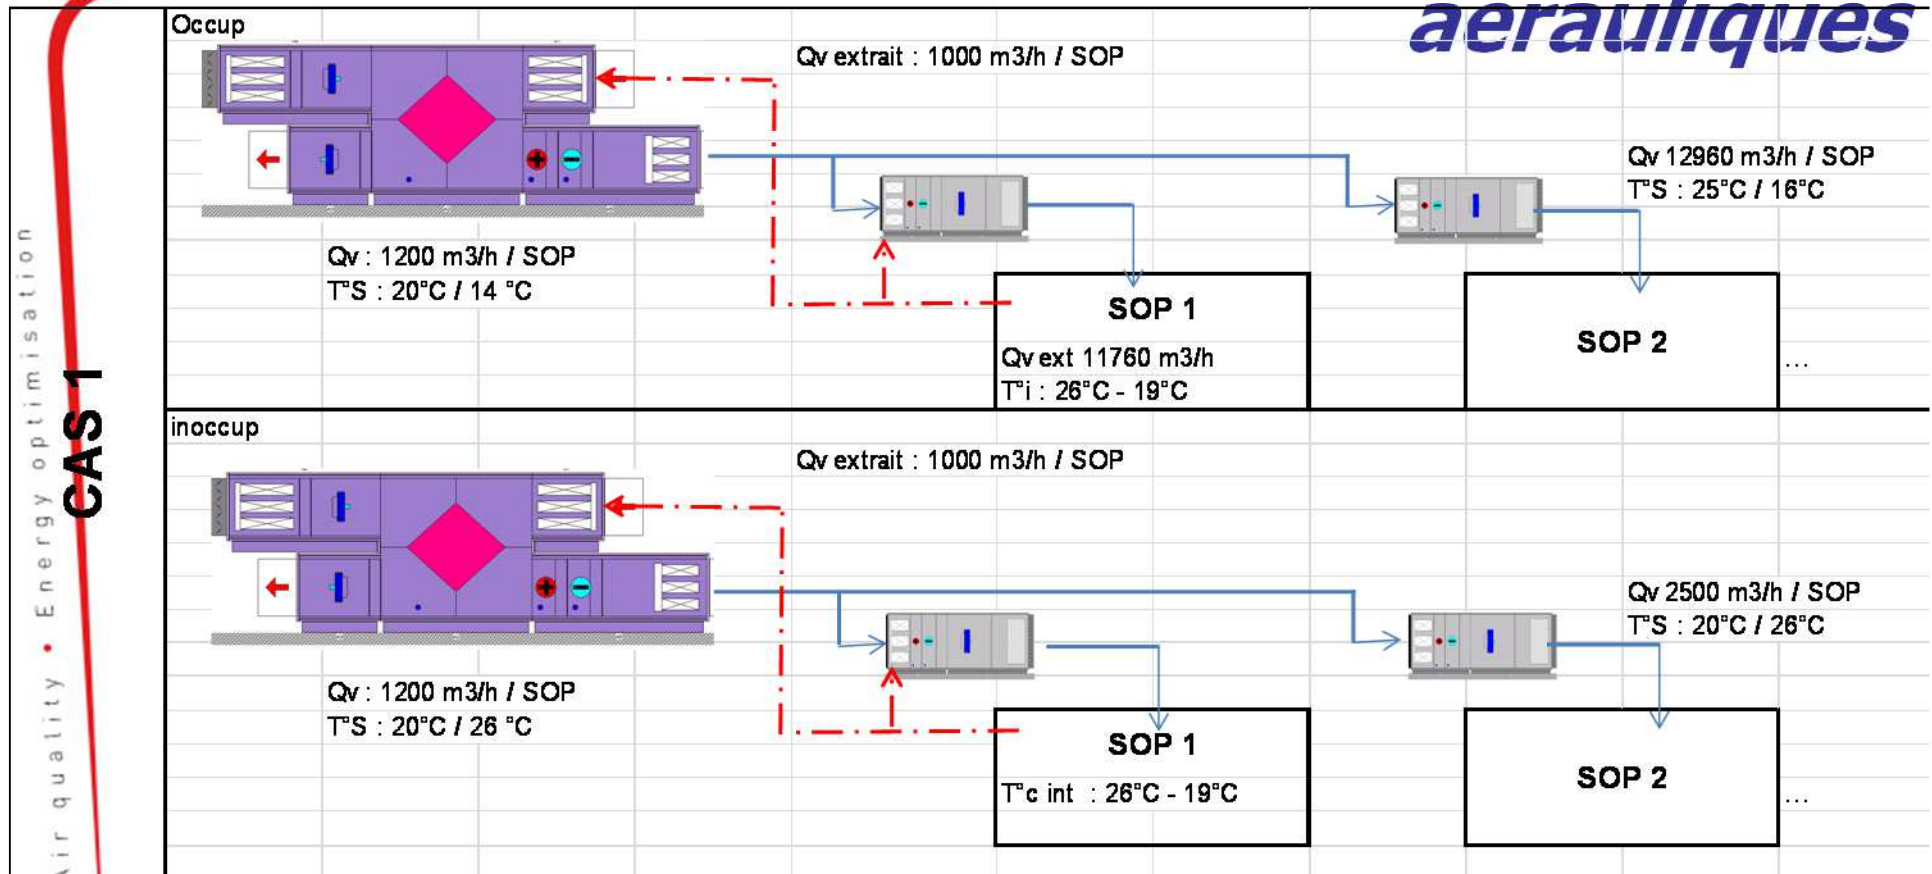 aerauliques
Air quality • Energy optimisation
CAS 1
Occup
Qv extrait : 1000 m3/h / SOP
Qv 12960 m3/h / SOP
T°S : 25°C / 16°C
Qv : 1200 m3/h / SOP
T°S : 20°C / 14 °C
SOP 1
Qv ext 11760 m3/h
T°i : 26°C - 19°C
SOP 2
...
inoccup
Qv extrait : 1000 m3/h / SOP
Qv 2500 m3/h / SOP
T°S : 20°C / 26°C
Qv : 1200 m3/h / SOP
T°S : 20°C / 26 °C
SOP 1
T°c int : 26°C - 19°C
SOP 2
...